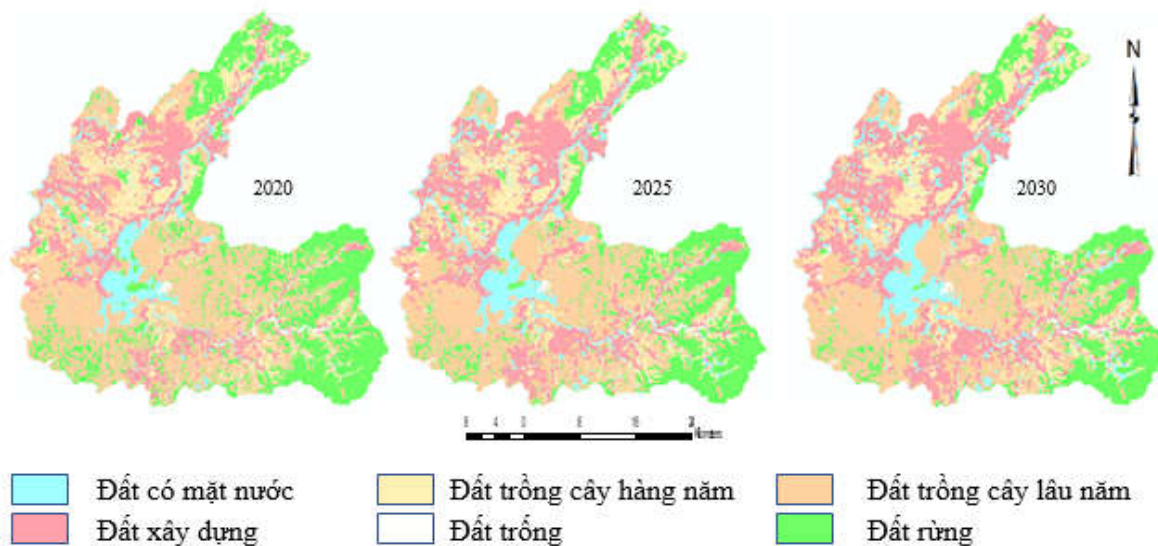 N
2020 2025 2030
Đất có mặt nước Đất trồng cây hàng năm Đất trồng cây lâu năm
Đất xây dựng Đất trống Đất rừng